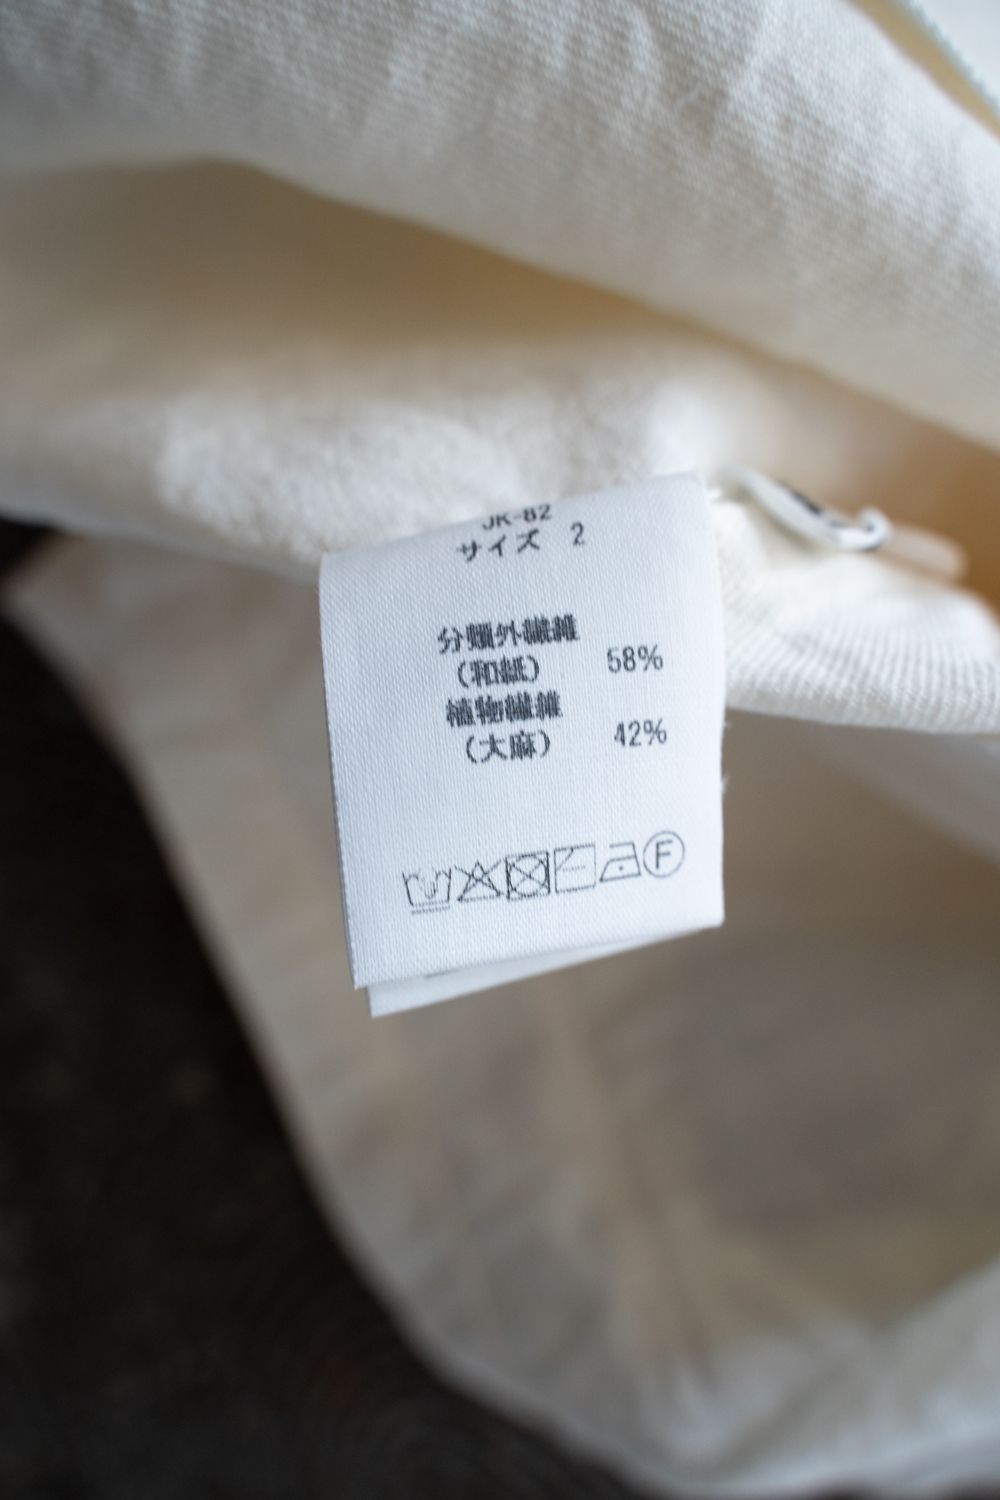 JK-82
サイズ 2
分類外繊維
(和紙) 58%
植物繊維
(大麻) 42%
F